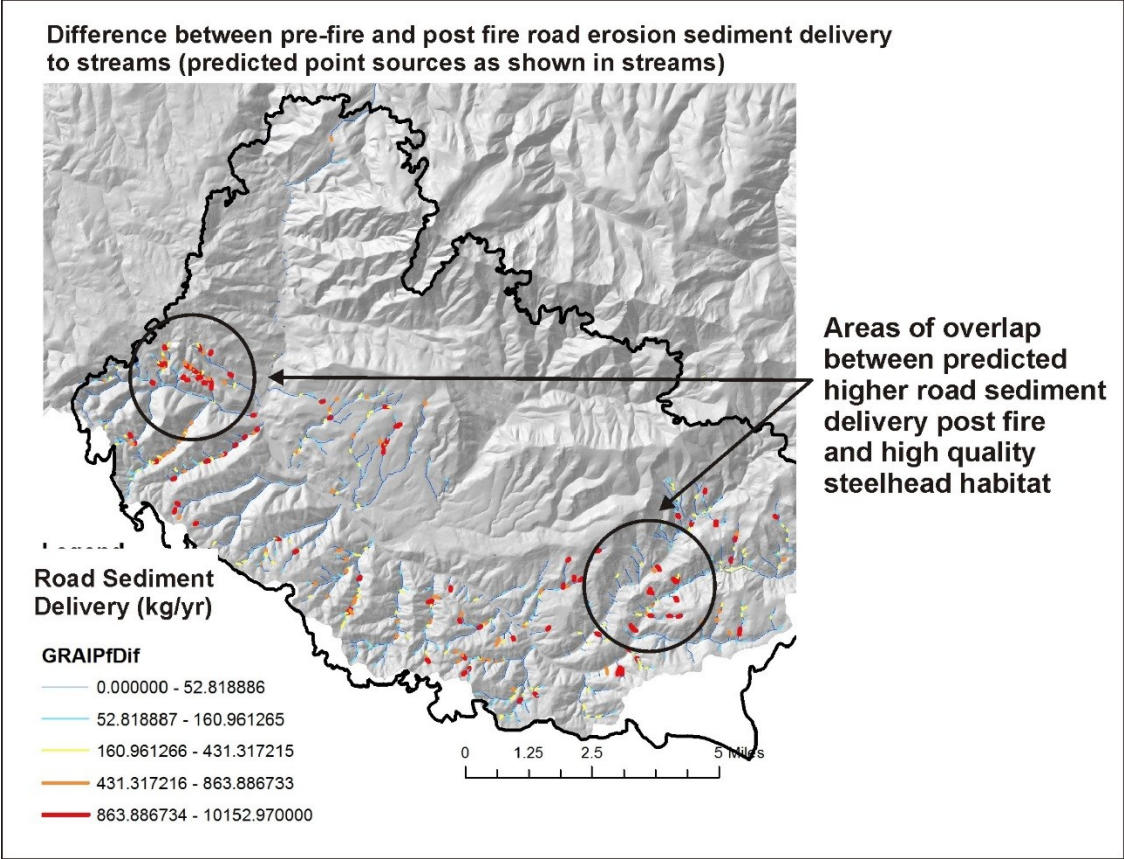 Difference between pre-fire and post fire road erosion sediment delivery
to streams (predicted point sources as shown in streams)
Areas of overlap
between predicted
higher road sediment
delivery post fire
and high quality
steelhead habitat
Road Sediment
Delivery (kg/yr)
GRAIPfDif
0.000000 - 52.818886
52.818887 - 160.961265
160.961266 - 431.317215
431.317216 - 863.886733
863.886734 - 10152.970000
0 1.25 2.5 5 Miles